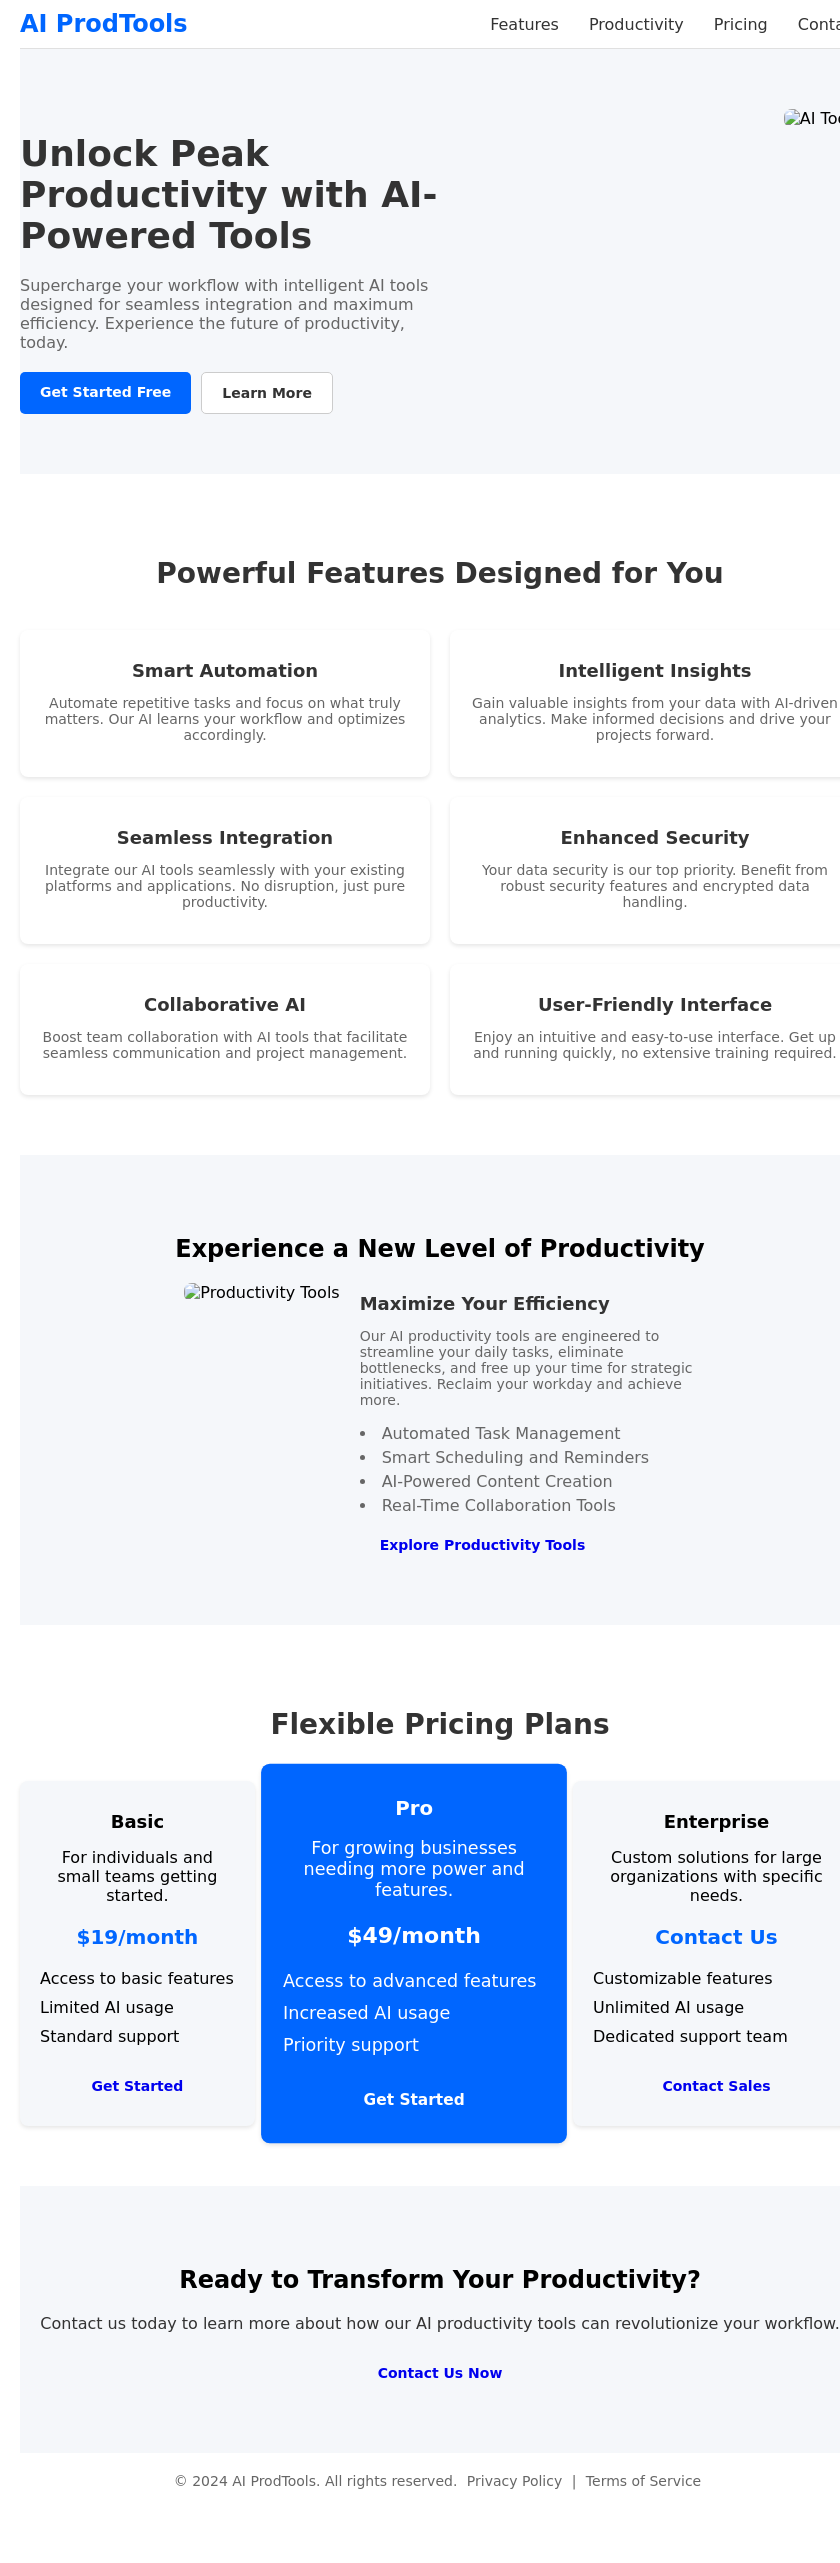 AI ProdTools
Features Productivity Pricing Conta
Unlock Peak
Productivity with AI-
Powered Tools
AI Too
Supercharge your workflow with intelligent AI tools
designed for seamless integration and maximum
efficiency. Experience the future of productivity,
today.
Get Started Free Learn More
Powerful Features Designed for You
Smart Automation
Automate repetitive tasks and focus on what truly
matters. Our AI learns your workflow and optimizes
accordingly.
Intelligent Insights
Gain valuable insights from your data with AI-driven
analytics. Make informed decisions and drive your
projects forward.
Seamless Integration
Integrate our AI tools seamlessly with your existing
platforms and applications. No disruption, just pure
productivity.
Enhanced Security
Your data security is our top priority. Benefit from
robust security features and encrypted data
handling.
Collaborative AI
Boost team collaboration with AI tools that facilitate
seamless communication and project management.
User-Friendly Interface
Enjoy an intuitive and easy-to-use interface. Get up
and running quickly, no extensive training required.
Experience a New Level of Productivity
Productivity Tools
Maximize Your Efficiency
Our AI productivity tools are engineered to
streamline your daily tasks, eliminate
bottlenecks, and free up your time for strategic
initiatives. Reclaim your workday and achieve
more.
• Automated Task Management
• Smart Scheduling and Reminders
• AI-Powered Content Creation
• Real-Time Collaboration Tools
Explore Productivity Tools
Flexible Pricing Plans
Basic
For individuals and
small teams getting
started.
$19/month
Access to basic features
Limited AI usage
Standard support
Get Started
Pro
For growing businesses
needing more power and
features.
$49/month
Access to advanced features
Increased AI usage
Priority support
Get Started
Enterprise
Custom solutions for large
organizations with specific
needs.
Contact Us
Customizable features
Unlimited AI usage
Dedicated support team
Contact Sales
Ready to Transform Your Productivity?
Contact us today to learn more about how our AI productivity tools can revolutionize your workflow.
Contact Us Now
© 2024 AI ProdTools. All rights reserved. Privacy Policy | Terms of Service